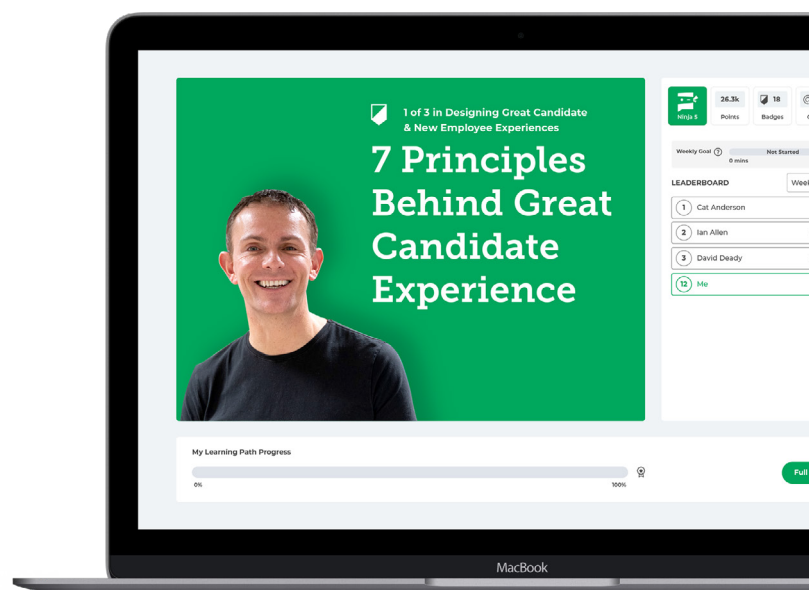 1 of 3 in Designing Great Candidate
& New Employee Experiences
7 Principles
Behind Great
Candidate
Experience
Ninja 5
26.3k
Points
18
Badges
Weekly Goal ?
Not Started
0 mins
LEADERBOARD
1 Cat Anderson
2 Ian Allen
3 David Deady
12 Me
My Learning Path Progress
0%
100%
Full
MacBook